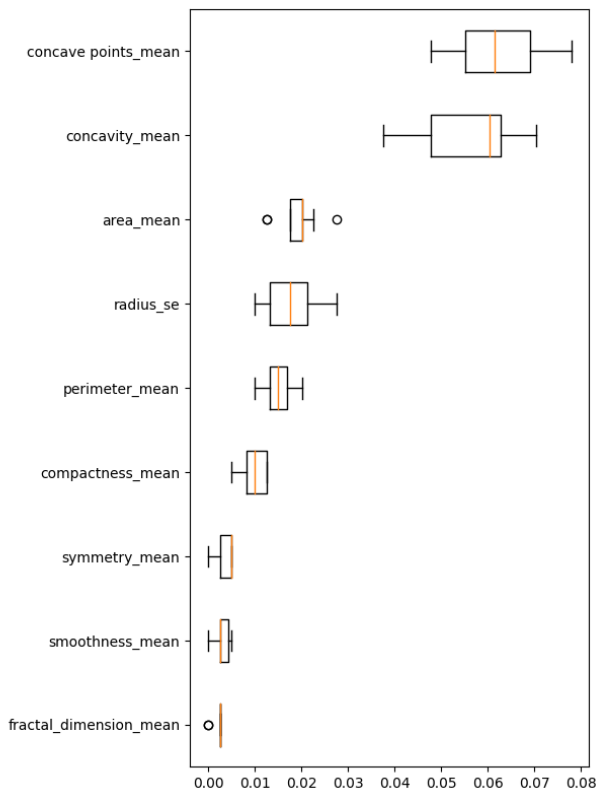 concave points_mean
concavity_mean
area_mean
radius_se
perimeter_mean
compactness_mean
symmetry_mean
smoothness_mean
fractal_dimension_mean
0.00 0.01 0.02 0.03 0.04 0.05 0.06 0.07 0.08